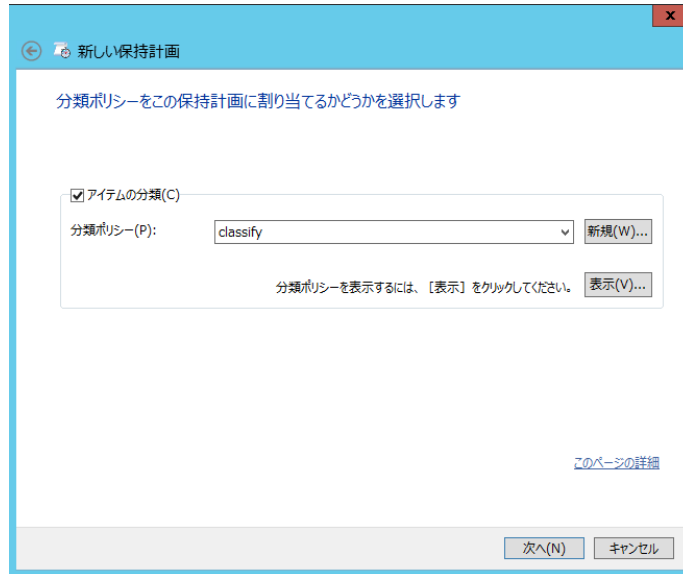 新しい保持計画
分類ポリシーをこの保持計画に割り当てるかどうかを選択します
アイテムの分類(C)
分類ポリシー(P): classify 新規(W)...
分類ポリシーを表示するには、［表示］をクリックしてください。 表示(V)...
このページの詳細
次へ(N) キャンセル